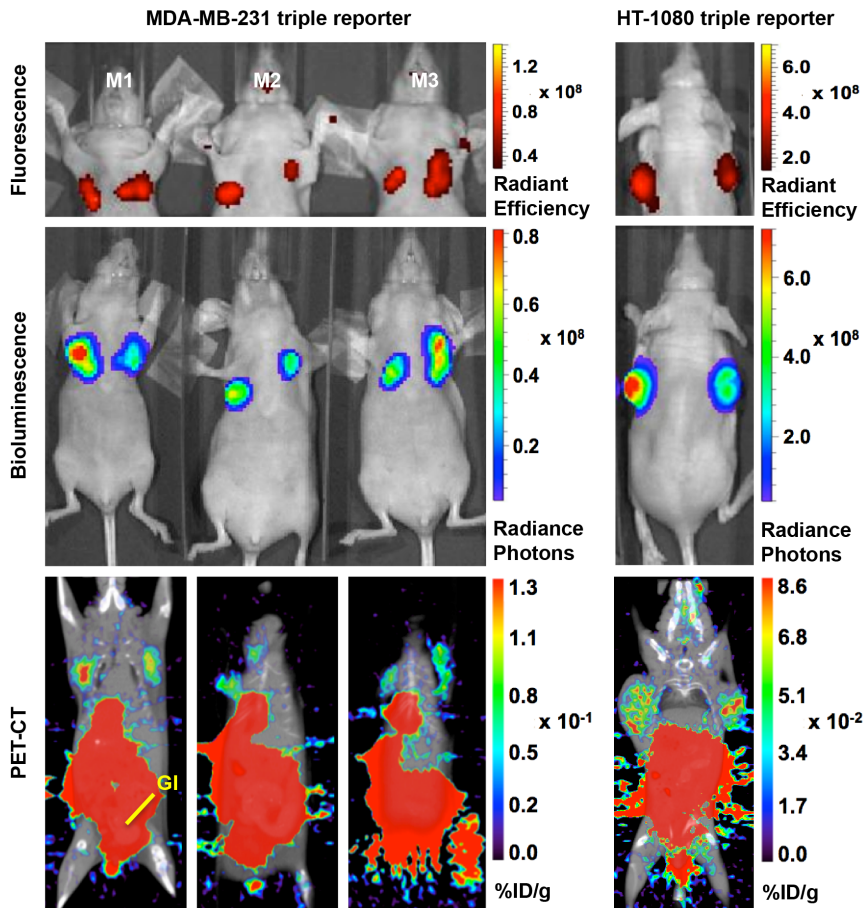 MDA-MB-231 triple reporter
HT-1080 triple reporter
Fluorescence
M1
M2
M3
1.2
0.8
0.4
x 10⁸
Radiant
Efficiency
6.0
4.0
2.0
x 10⁸
Radiant
Efficiency
Bioluminescence
0.8
0.6
0.4
0.2
x 10⁸
Radiance
Photons
6.0
4.0
2.0
x 10⁸
Radiance
Photons
PET-CT
GI
1.3
1.1
0.8
0.5
0.2
0.0
x 10⁻¹
%ID/g
8.6
6.8
5.1
3.4
1.7
0.0
x 10⁻²
%ID/g